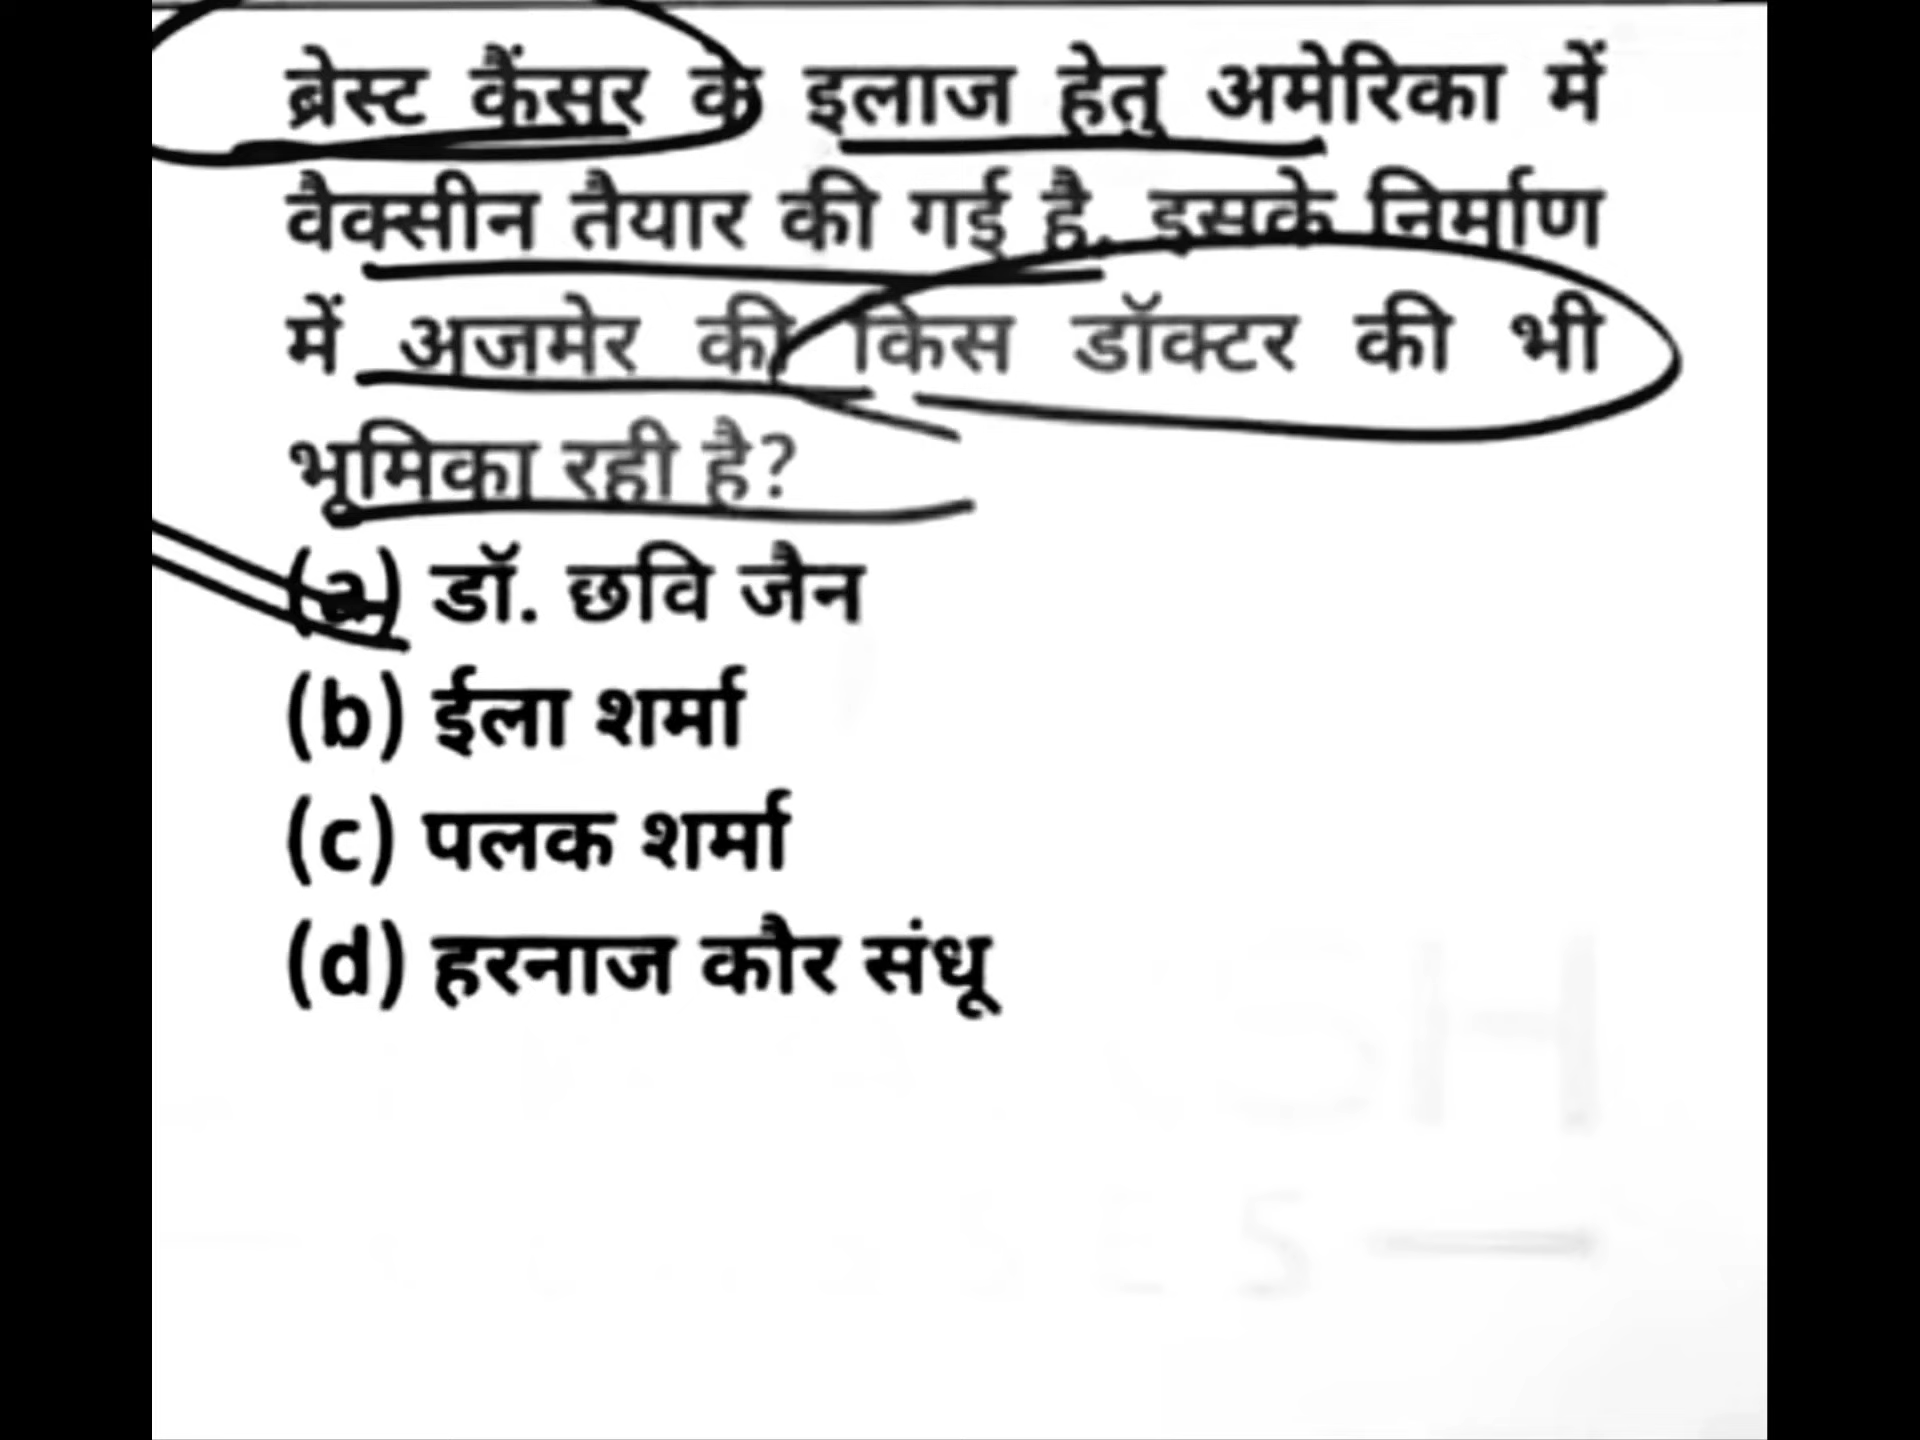 ब्रेस्ट कैंसर के इलाज हेतु अमेरिका में
वैक्सीन तैयार की गई है. इसके निर्माण
में अजमेर की किस डॉक्टर की भी
भूमिका रही है?
(a) डॉ. छवि जैन
(b) ईला शर्मा
(c) पलक शर्मा
(d) हरनाज कौर संधू